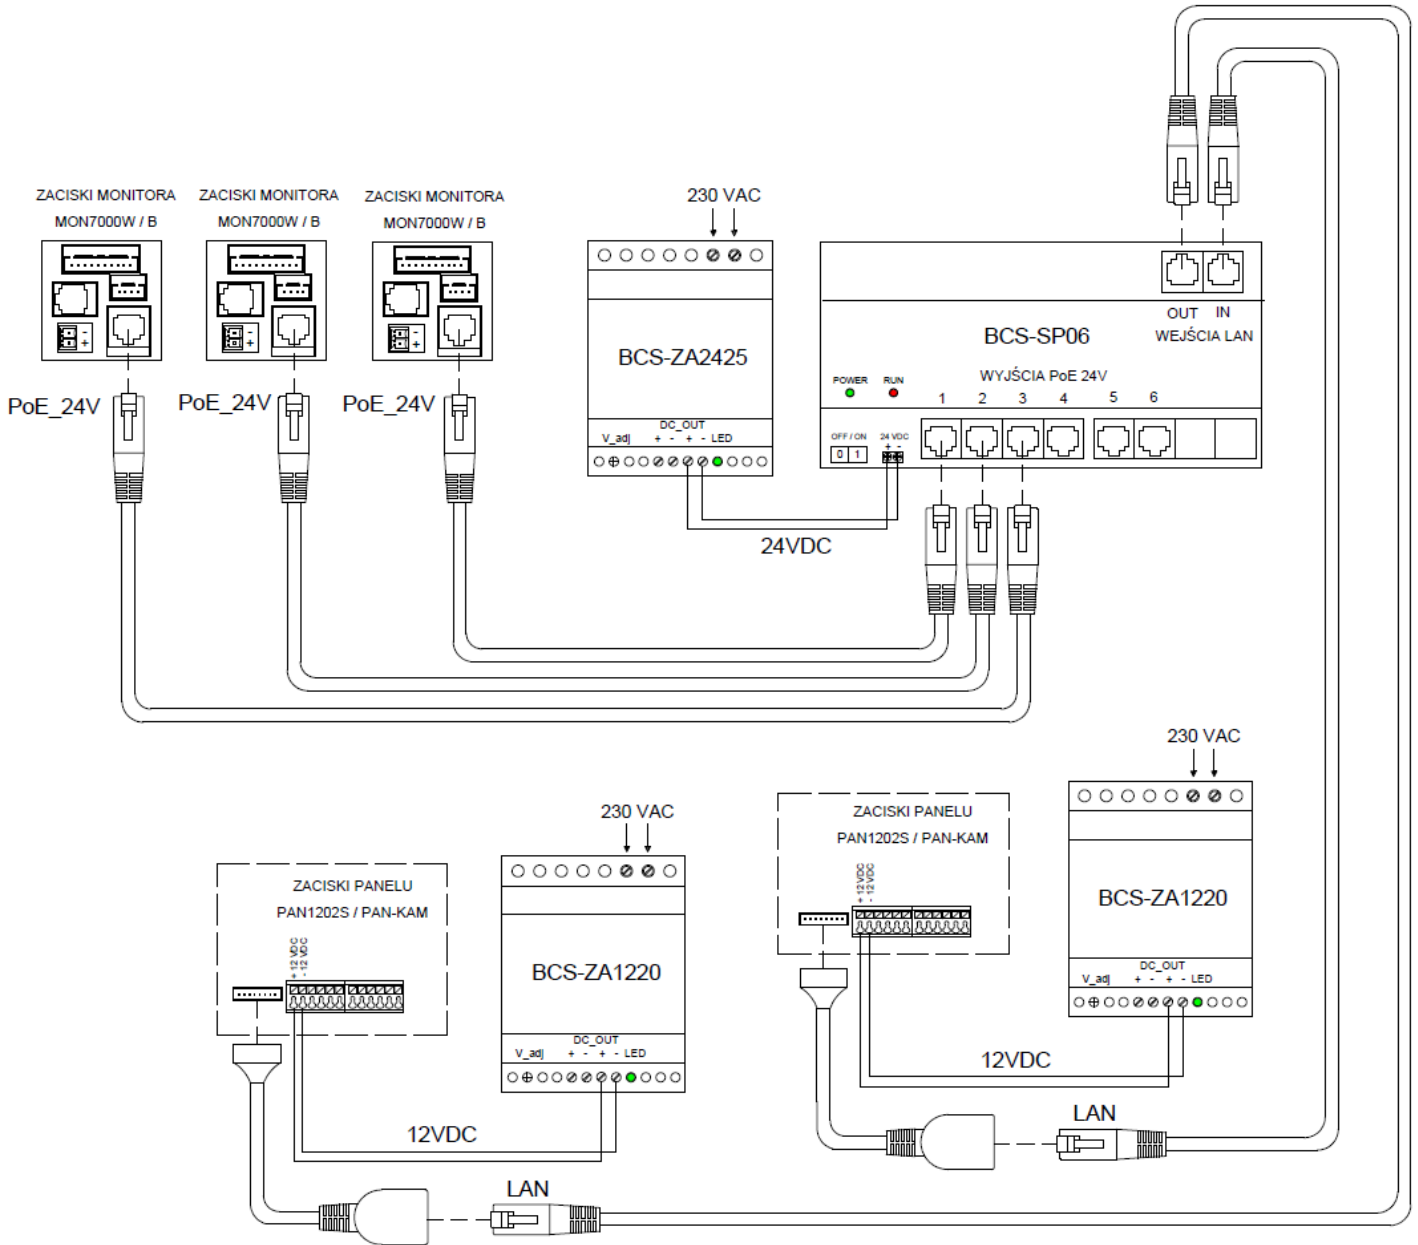 ZACISKI MONITORA
MON7000W / B
ZACISKI MONITORA
MON7000W / B
ZACISKI MONITORA
MON7000W / B
- +
- +
- +
PoE_24V
PoE_24V
PoE_24V
230 VAC
BCS-ZA2425
DC_OUT
V_adj + - + - LED
24VDC
OUT IN
WEJŚCIA LAN
BCS-SP06
WYJŚCIA PoE 24V
POWER RUN
1 2 3 4 5 6
OFF / ON
0 1
24 VDC
+ -
230 VAC
ZACISKI PANELU
PAN1202S / PAN-KAM
+ 12 VDC
- 12 VDC
BCS-ZA1220
DC_OUT
V_adj + - + - LED
12VDC
LAN
230 VAC
ZACISKI PANELU
PAN1202S / PAN-KAM
+ 12 VDC
- 12 VDC
BCS-ZA1220
DC_OUT
V_adj + - + - LED
12VDC
LAN